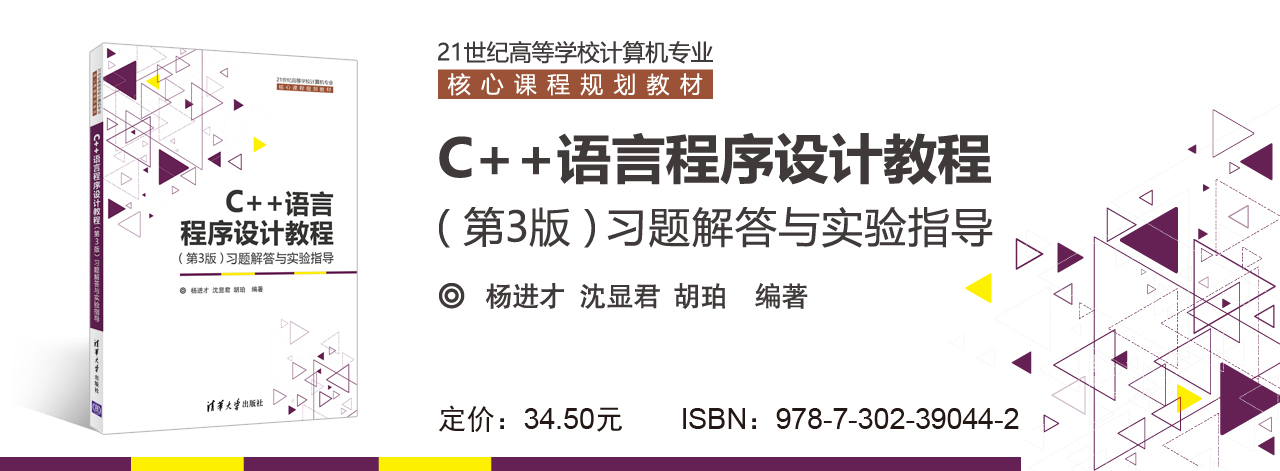 21世纪高等学校计算机专业
核心课程规划教材
C++语言程序设计教程
（第3版）习题解答与实验指导
◎ 杨进才 沈显君 胡珀 编著
定价：34.50元 ISBN：978-7-302-39044-2
21世纪高等学校计算机专业
核心课程规划教材
C++语言
程序设计教程
（第3版）习题解答与实验指导
◎ 杨进才 沈显君 胡珀 编著
清华大学出版社
C++语言程序设计教程（第3版）习题解答与实验指导
清华大学出版社